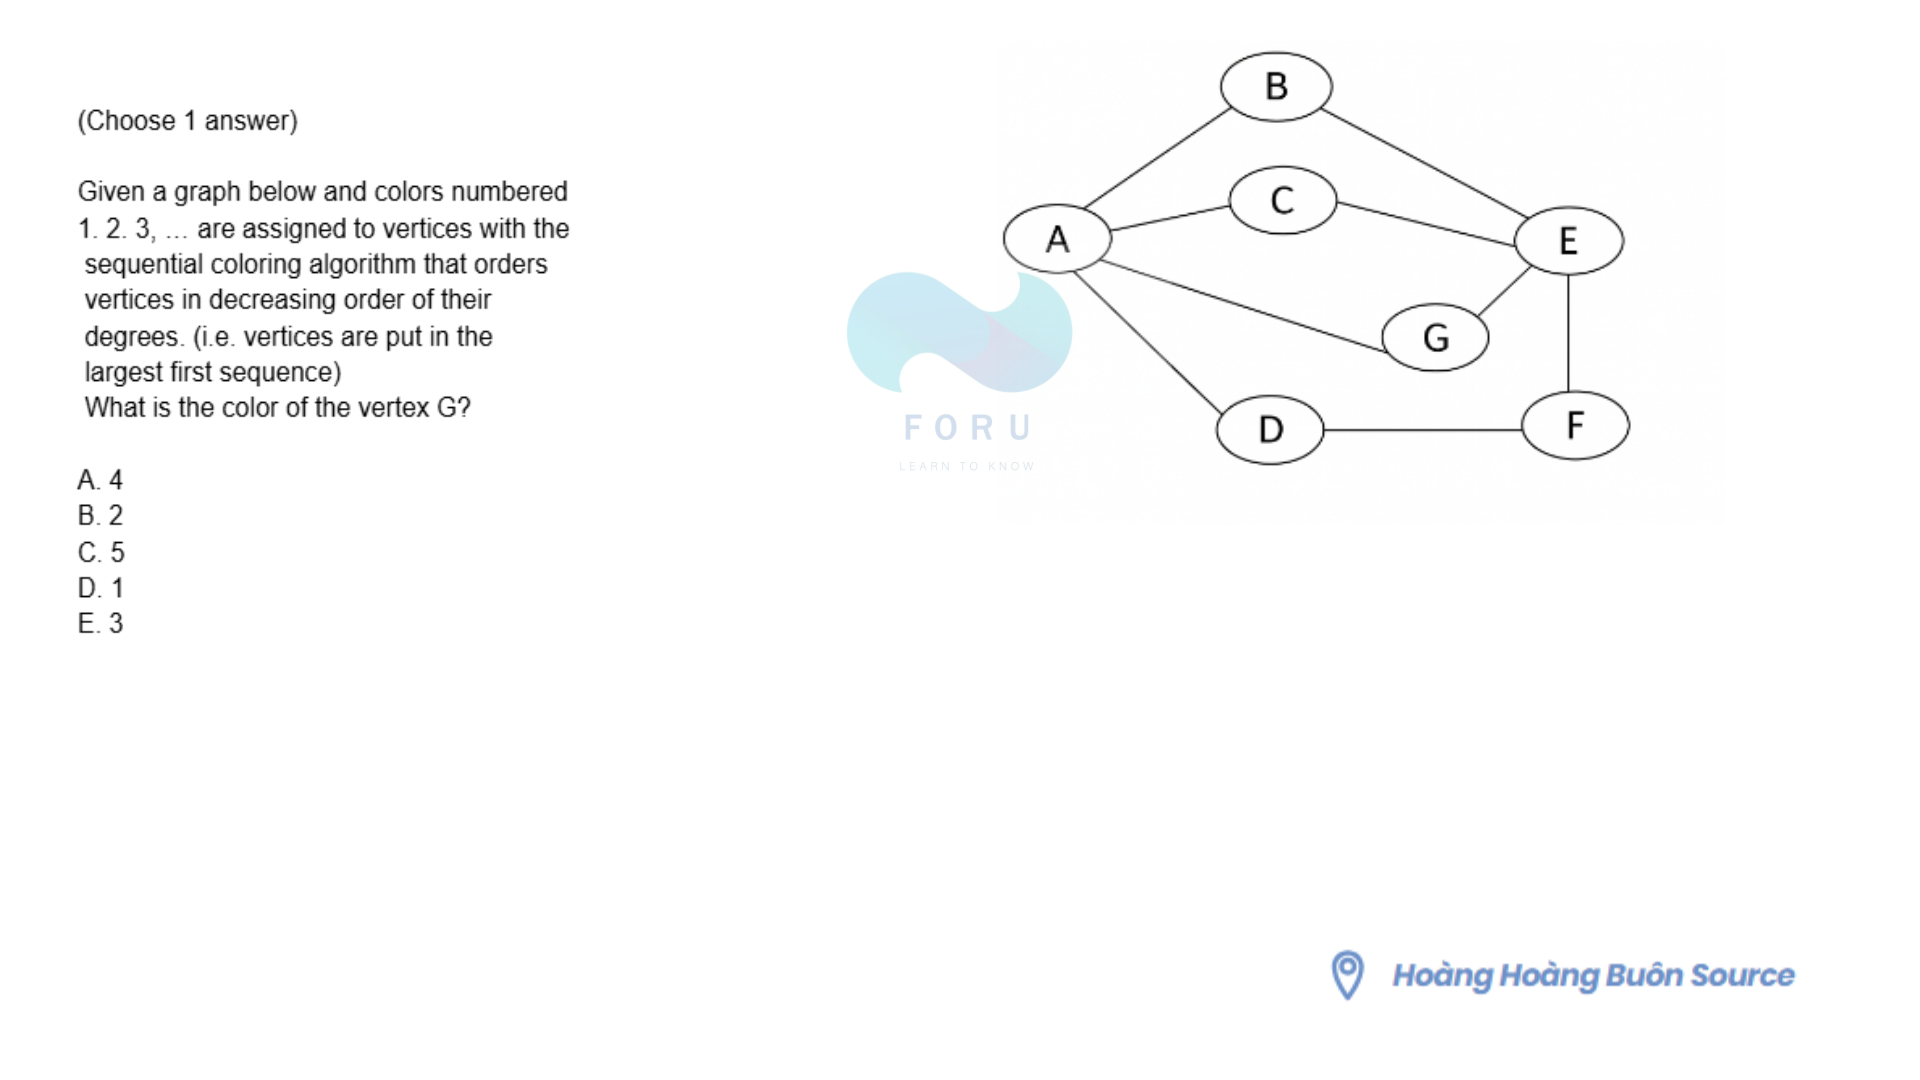 (Choose 1 answer)
Given a graph below and colors numbered
1. 2. 3, ... are assigned to vertices with the
sequential coloring algorithm that orders
vertices in decreasing order of their
degrees. (i.e. vertices are put in the
largest first sequence)
What is the color of the vertex G?
A. 4
B. 2
C. 5
D. 1
E. 3
B
C
A
E
G
D
F
FORU
LEARN TO KNOW
Hoàng Hoàng Buôn Source